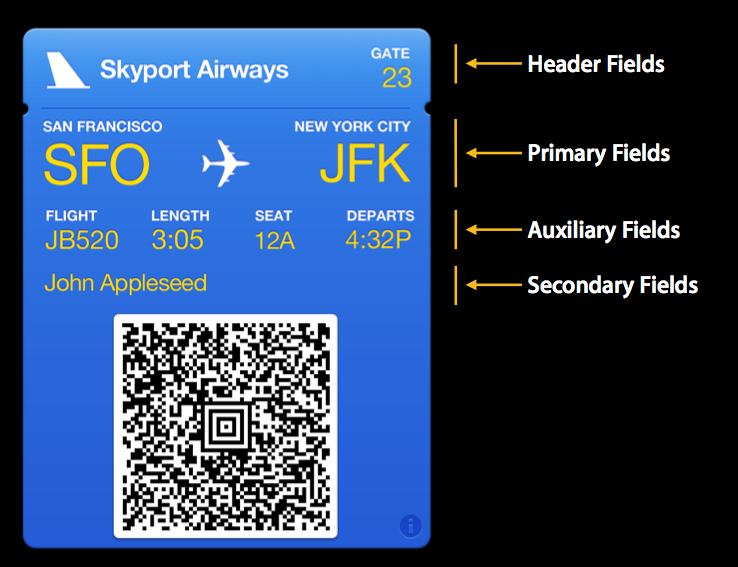 Skyport Airways
GATE
23
Header Fields
SAN FRANCISCO NEW YORK CITY
SFO JFK
Primary Fields
FLIGHT LENGTH SEAT DEPARTS
JB520 3:05 12A 4:32P
Auxiliary Fields
John Appleseed
Secondary Fields
i